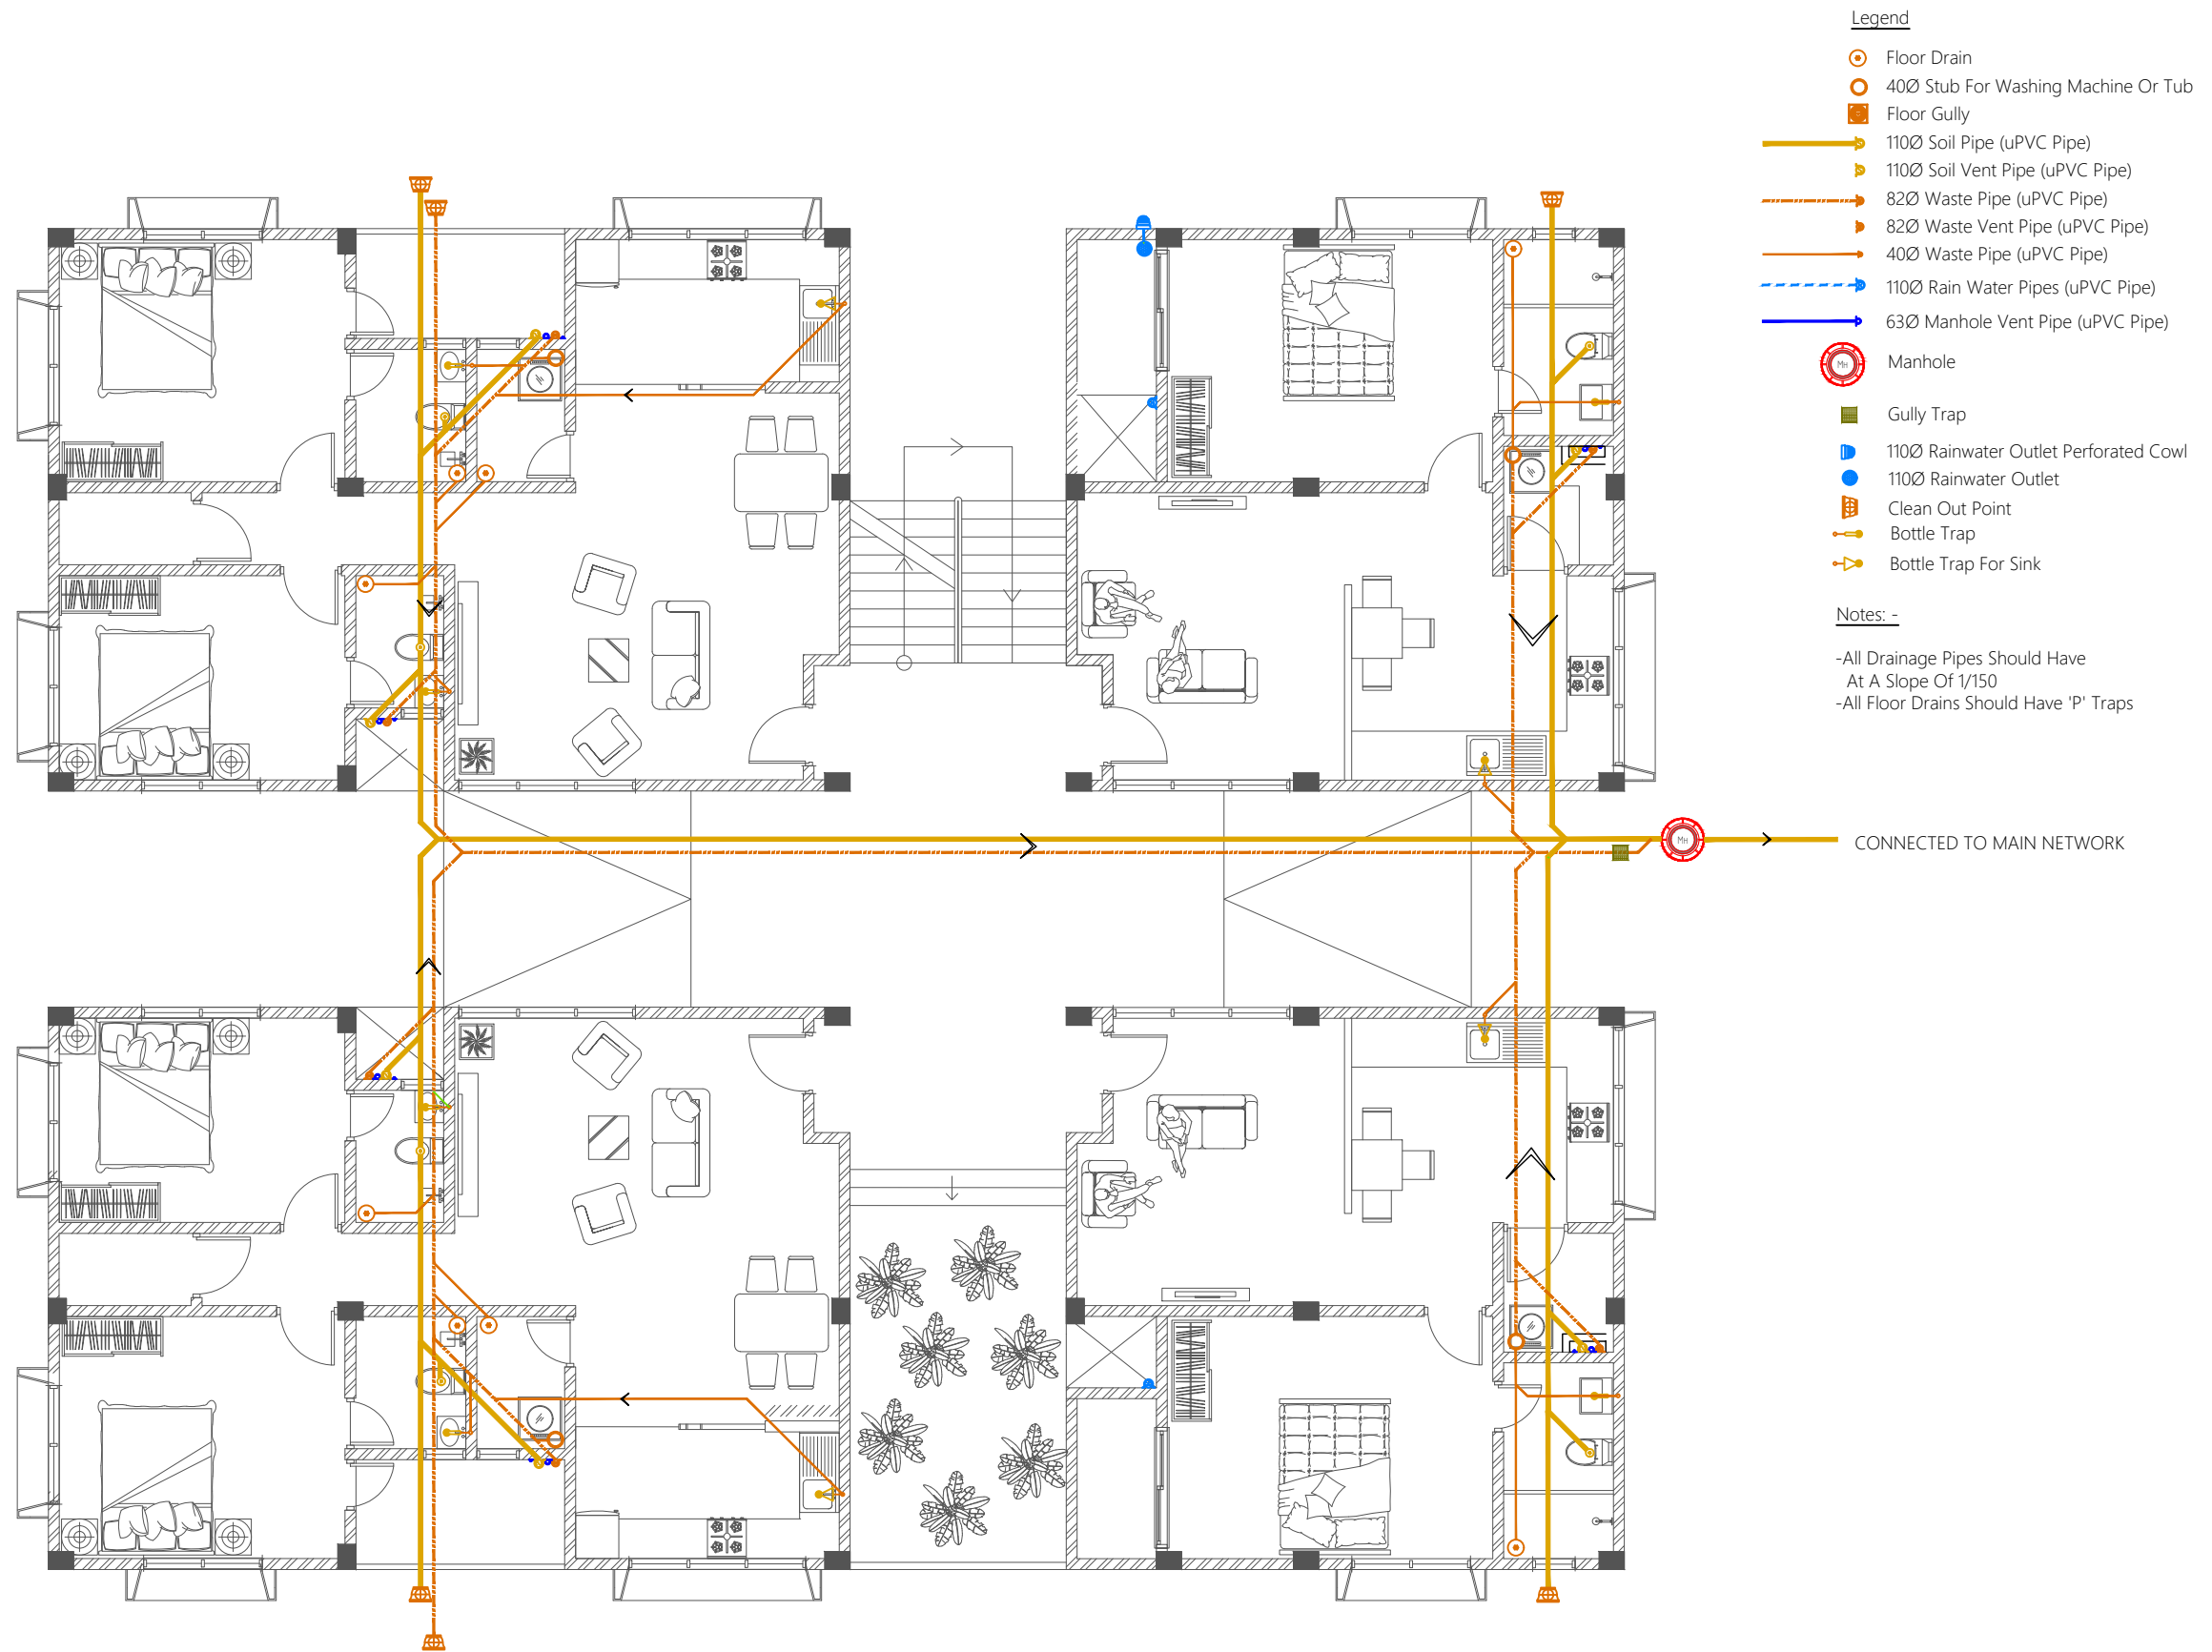 Legend
Floor Drain
40Ø Stub For Washing Machine Or Tub
Floor Gully
110Ø Soil Pipe (uPVC Pipe)
110Ø Soil Vent Pipe (uPVC Pipe)
82Ø Waste Pipe (uPVC Pipe)
82Ø Waste Vent Pipe (uPVC Pipe)
40Ø Waste Pipe (uPVC Pipe)
110Ø Rain Water Pipes (uPVC Pipe)
63Ø Manhole Vent Pipe (uPVC Pipe)
MH Manhole
Gully Trap
110Ø Rainwater Outlet Perforated Cowl
110Ø Rainwater Outlet
Clean Out Point
Bottle Trap
Bottle Trap For Sink
Notes: -
-All Drainage Pipes Should Have
At A Slope Of 1/150
-All Floor Drains Should Have 'P' Traps
MH
CONNECTED TO MAIN NETWORK